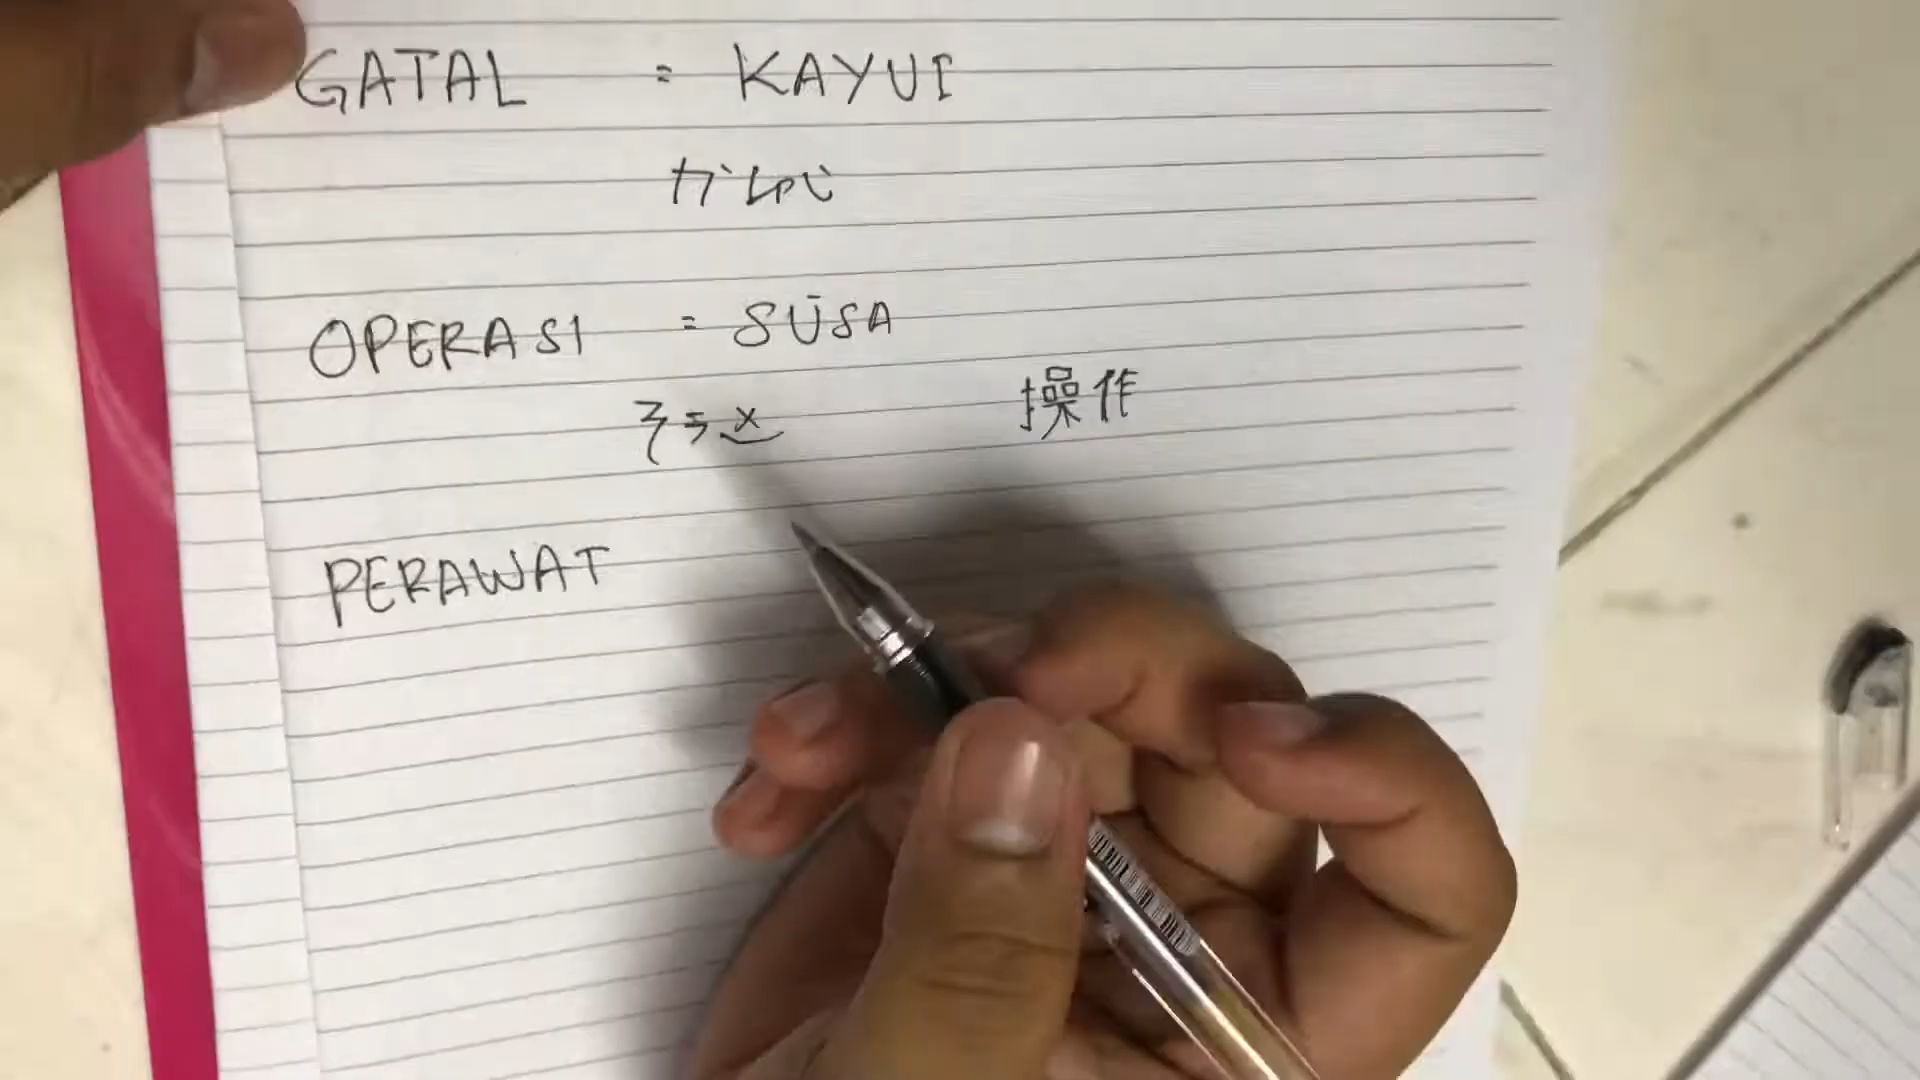 GATAL = KAYUI
かゆい
OPERASI = SŪSA
そうさ 操作
PERAWAT